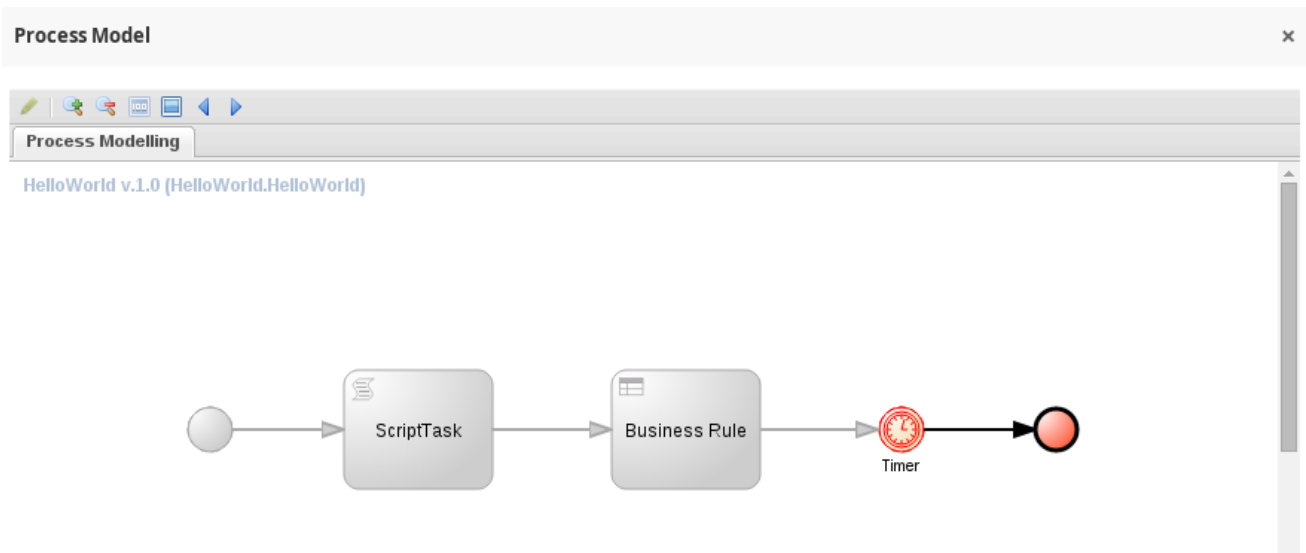 Process Model
Process Modelling
HelloWorld v.1.0 (HelloWorld.HelloWorld)
ScriptTask
Business Rule
Timer